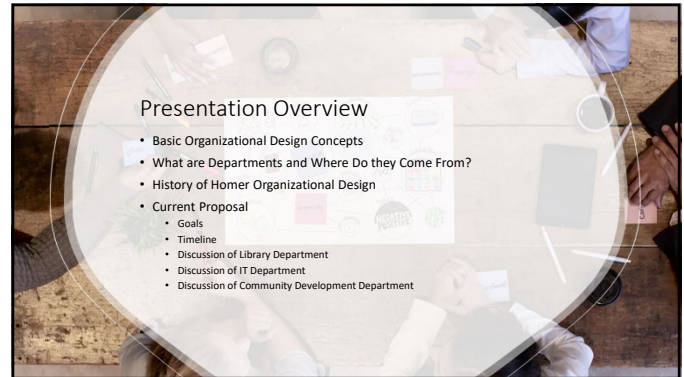 Presentation Overview
• Basic Organizational Design Concepts
• What are Departments and Where Do they Come From?
• History of Homer Organizational Design
• Current Proposal
• Goals
• Timeline
• Discussion of Library Department
• Discussion of IT Department
• Discussion of Community Development Department